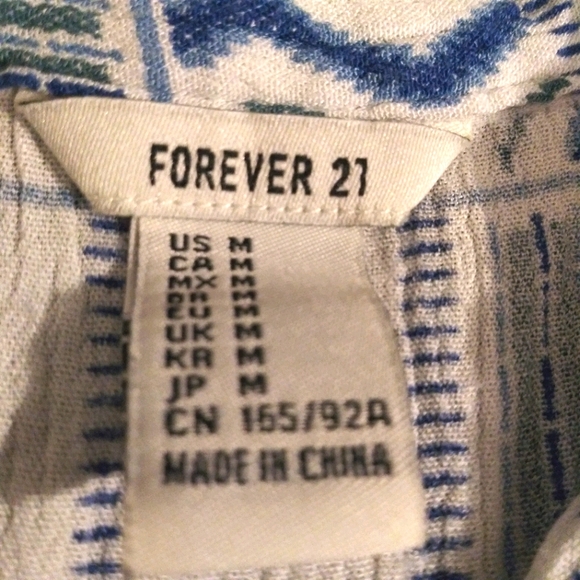 FOREVER 21
US M
CA M
MX M
BR M
EU M
UK M
KR M
JP M
CN 165/92A
MADE IN CHINA